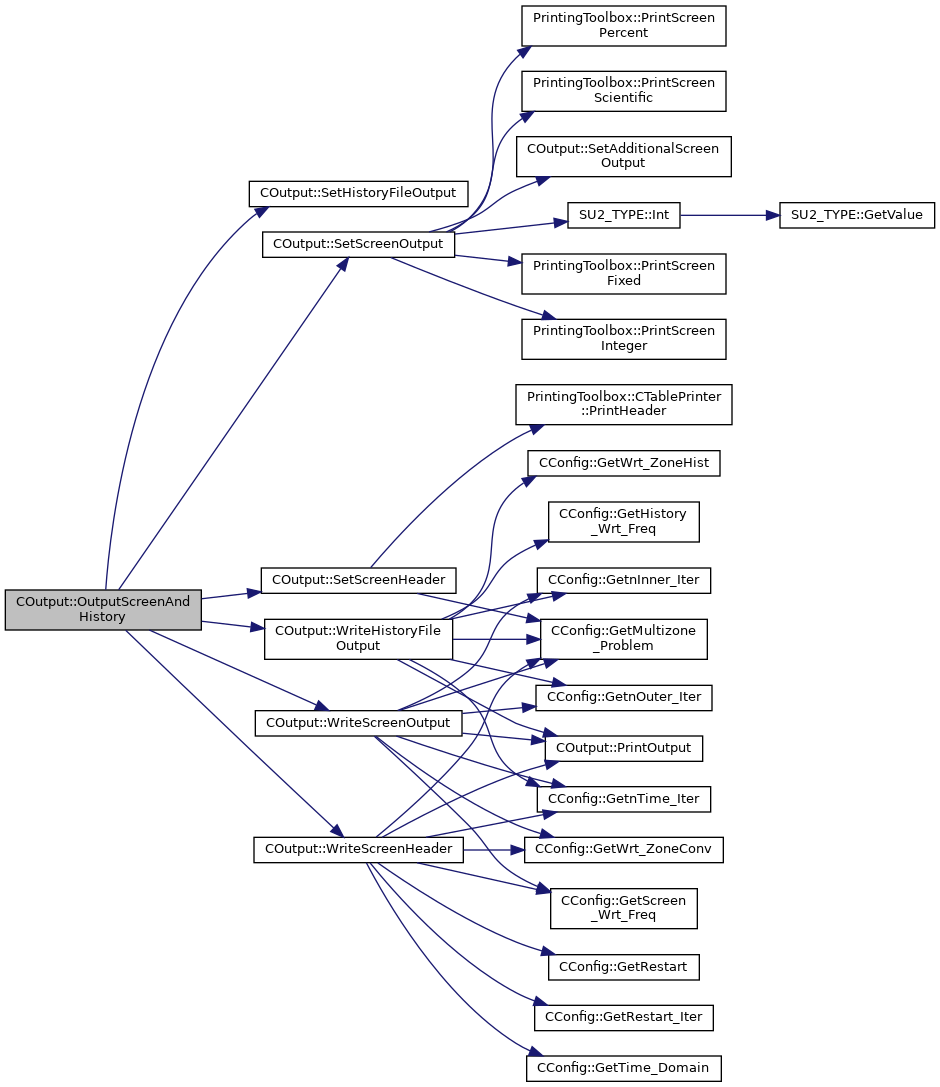 PrintingToolbox::PrintScreen
Percent
PrintingToolbox::PrintScreen
Scientific
COutput::SetAdditionalScreen
Output
COutput::SetHistoryFileOutput
SU2_TYPE::Int
SU2_TYPE::GetValue
COutput::SetScreenOutput
PrintingToolbox::PrintScreen
Fixed
PrintingToolbox::PrintScreen
Integer
PrintingToolbox::CTablePrinter
::PrintHeader
CConfig::GetWrt_ZoneHist
CConfig::GetHistory
_Wrt_Freq
COutput::SetScreenHeader
CConfig::GetnInner_Iter
COutput::OutputScreenAnd
History
COutput::WriteHistoryFile
Output
CConfig::GetMultizone
_Problem
CConfig::GetnOuter_Iter
COutput::WriteScreenOutput
COutput::PrintOutput
CConfig::GetnTime_Iter
COutput::WriteScreenHeader
CConfig::GetWrt_ZoneConv
CConfig::GetScreen
_Wrt_Freq
CConfig::GetRestart
CConfig::GetRestart_Iter
CConfig::GetTime_Domain